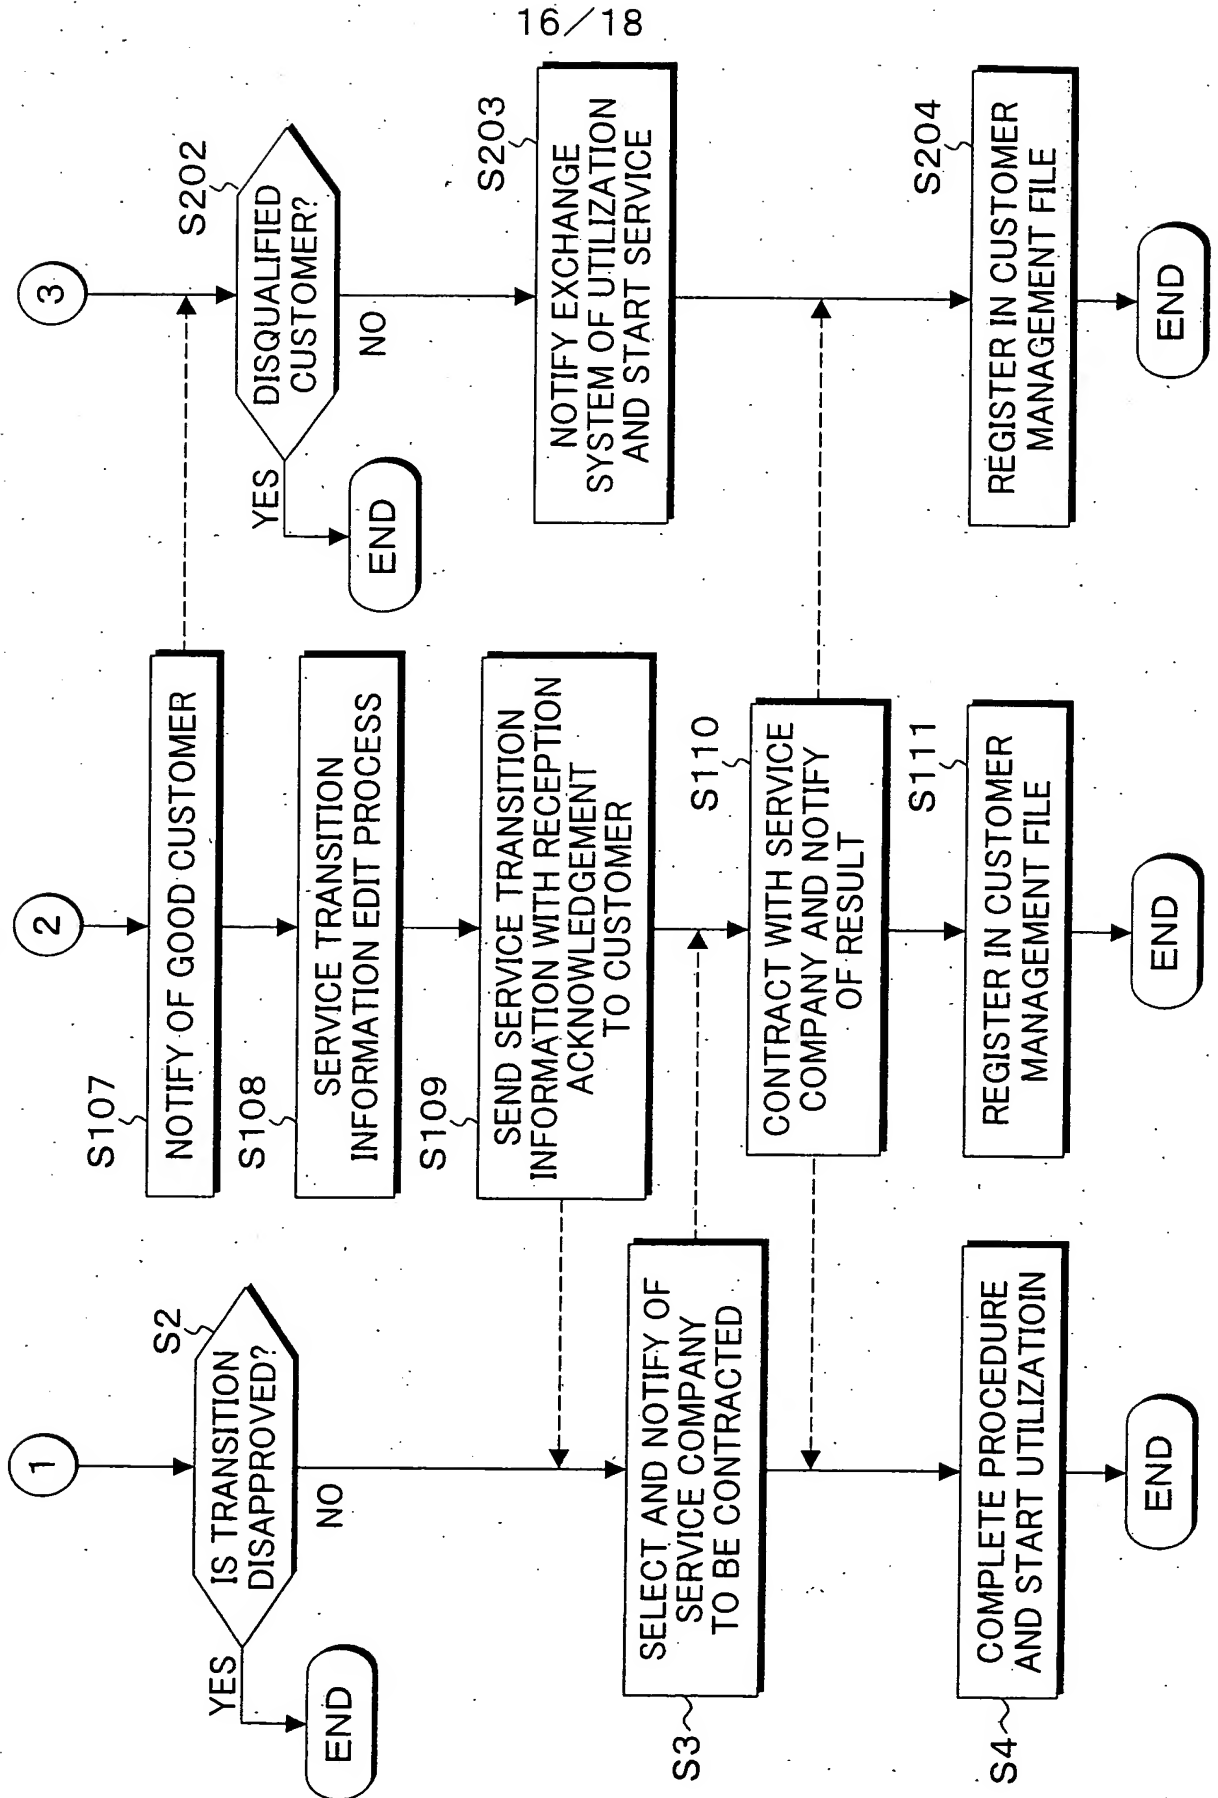 16/18
1
S2
IS TRANSITION
DISAPPROVED?
YES
END
NO
S3
SELECT AND NOTIFY OF
SERVICE COMPANY
TO BE CONTRACTED
S4
COMPLETE PROCEDURE
AND START UTILIZATIOIN
END
2
S107
NOTIFY OF GOOD CUSTOMER
S108
SERVICE TRANSITION
INFORMATION EDIT PROCESS
S109
SEND SERVICE TRANSITION
INFORMATION WITH RECEPTION
ACKNOWLEDGEMENT
TO CUSTOMER
S110
CONTRACT WITH SERVICE
COMPANY AND NOTIFY
OF RESULT
S111
REGISTER IN CUSTOMER
MANAGEMENT FILE
END
3
S202
DISQUALIFIED
CUSTOMER?
YES
END
NO
S203
NOTIFY EXCHANGE
SYSTEM OF UTILIZATION
AND START SERVICE
S204
REGISTER IN CUSTOMER
MANAGEMENT FILE
END